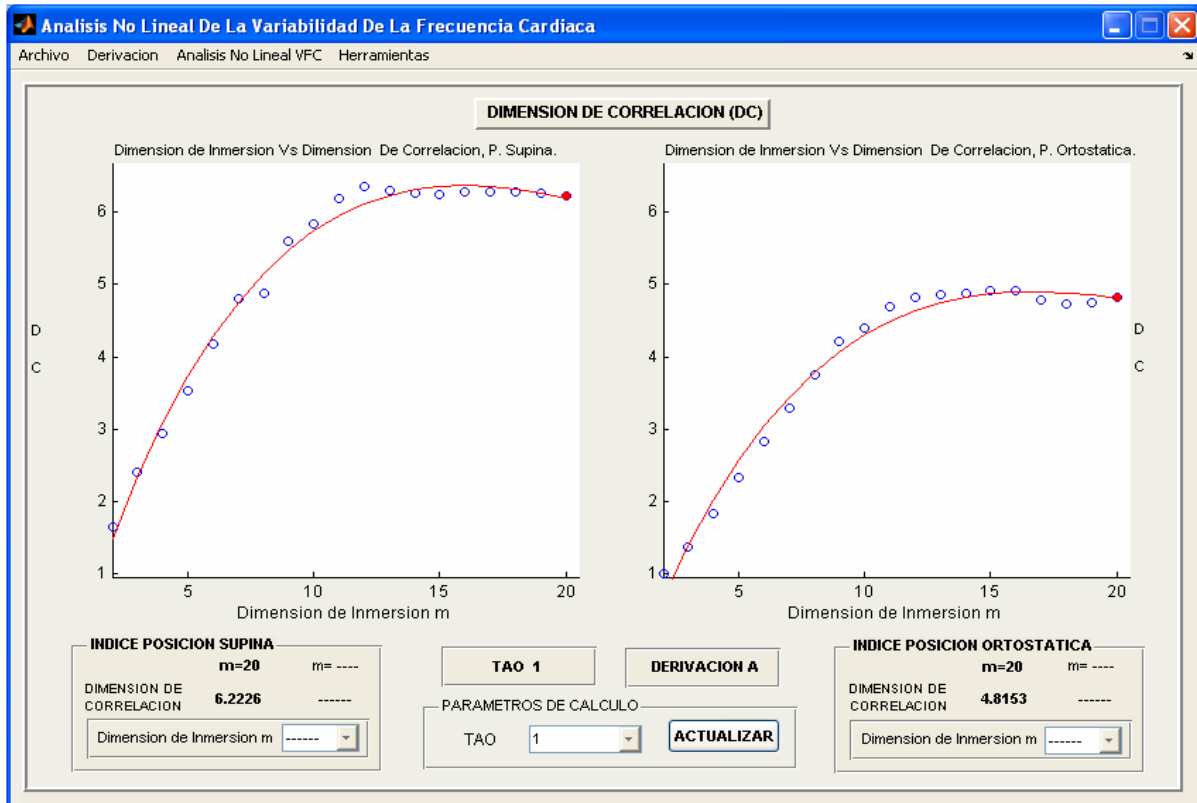 Analisis No Lineal De La Variabilidad De La Frecuencia Cardiaca
Archivo Derivacion Analisis No Lineal VFC Herramientas
DIMENSION DE CORRELACION (DC)
Dimension de Inmersion Vs Dimension De Correlacion, P. Supina.
6
5
4
3
2
1
D
C
5 10 15 20
Dimension de Inmersion m
Dimension de Inmersion Vs Dimension De Correlacion, P. Ortostatica.
6
5
4
3
2
1
D
C
5 10 15 20
Dimension de Inmersion m
INDICE POSICION SUPINA
m=20 m= ----
DIMENSION DE
CORRELACION 6.2226 ------
Dimension de Inmersion m ------
TAO 1
DERIVACION A
PARAMETROS DE CALCULO
TAO 1 ACTUALIZAR
INDICE POSICION ORTOSTATICA
m=20 m= ----
DIMENSION DE
CORRELACION 4.8153 ------
Dimension de Inmersion m ------